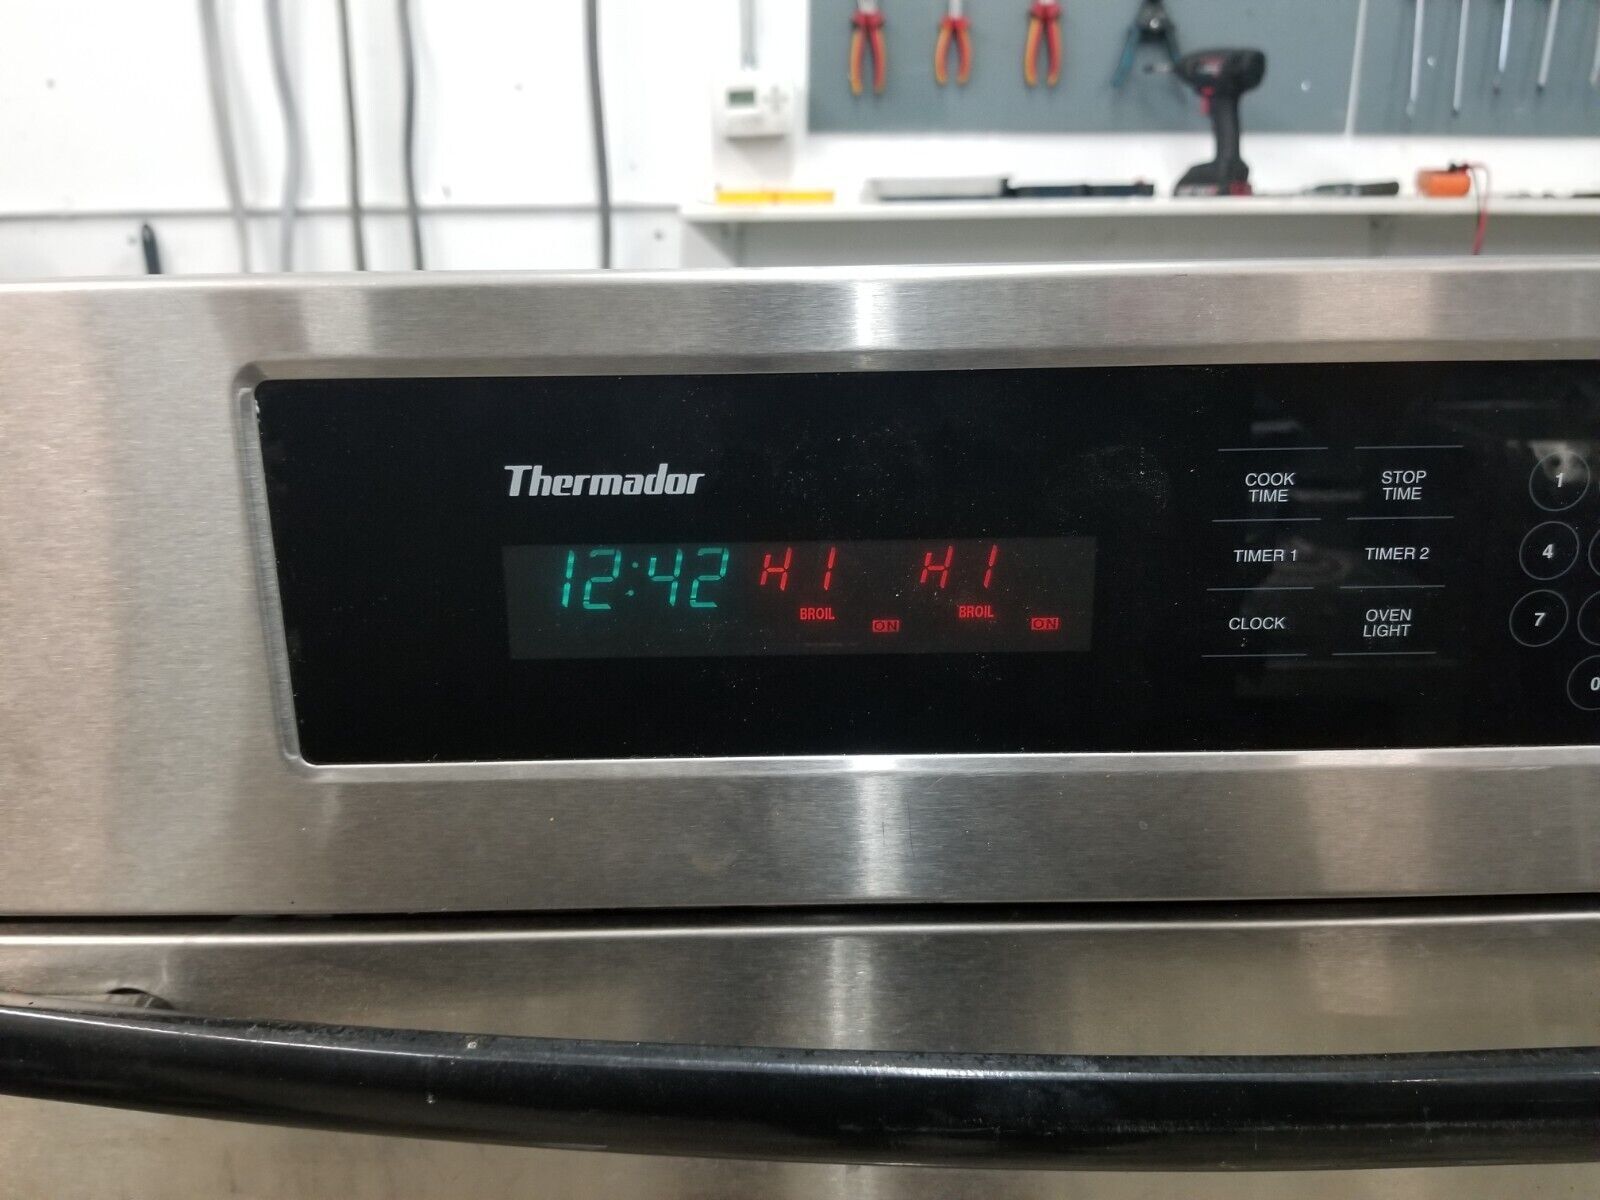 Thermador
12:42 HI HI
BROIL BROIL
ON ON
COOK
TIME
STOP
TIME
TIMER 1
TIMER 2
CLOCK
OVEN
LIGHT
1
4
7
0